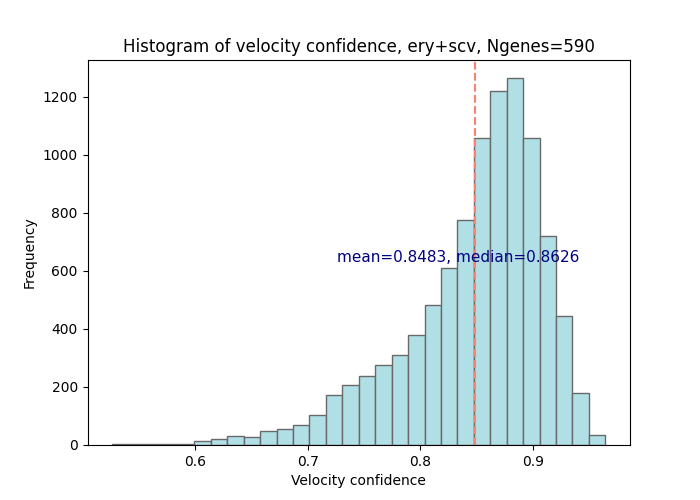 Histogram of velocity confidence, ery+scv, Ngenes=590
1200
1000
800
600
400
200
0
Frequency
mean=0.8483, median=0.8626
0.6 0.7 0.8 0.9
Velocity confidence